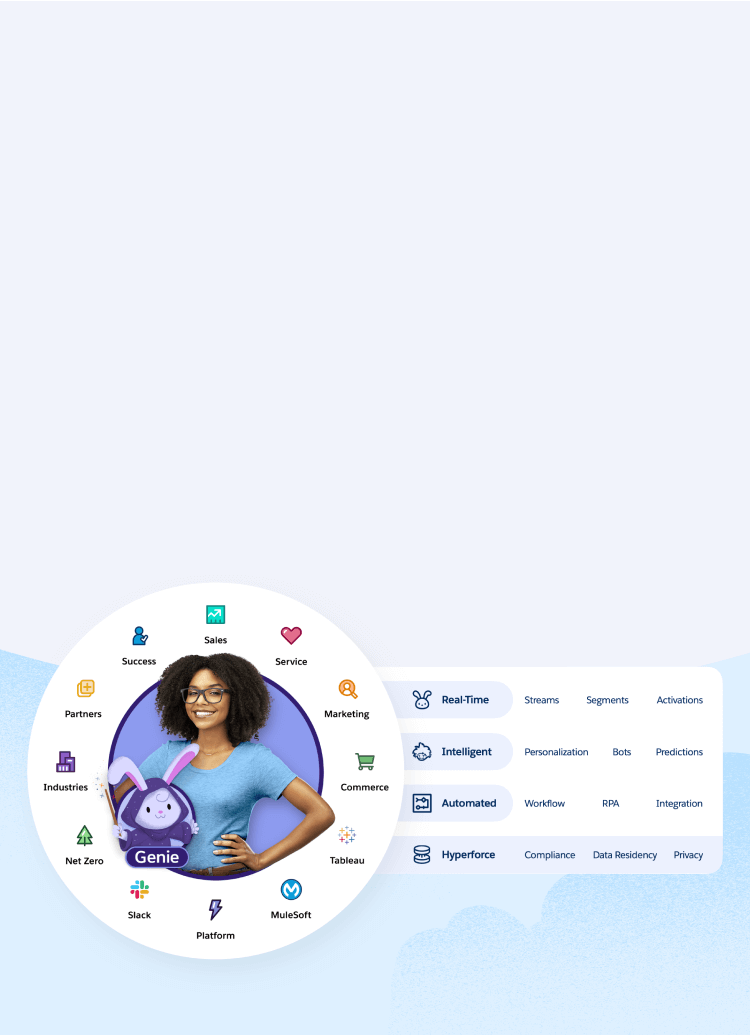 Sales
Success
Service
Partners
Marketing
Industries
Commerce
Net Zero
Tableau
Slack
MuleSoft
Platform
Genie
Real-Time Streams Segments Activations
Intelligent Personalization Bots Predictions
Automated Workflow RPA Integration
Hyperforce Compliance Data Residency Privacy